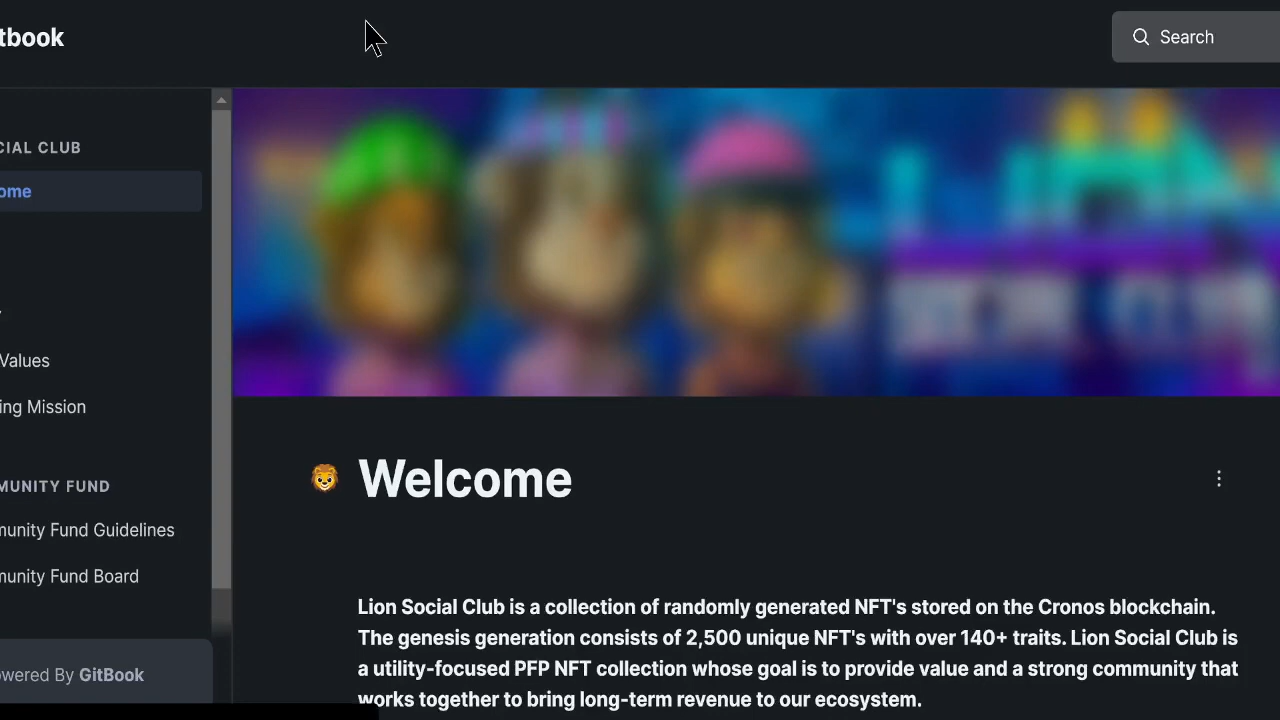 tbook
Search
CIAL CLUB
ome
Values
ing Mission
MUNITY FUND
munity Fund Guidelines
munity Fund Board
owered By GitBook
SOCIAL CLUB
Welcome
Lion Social Club is a collection of randomly generated NFT's stored on the Cronos blockchain.
The genesis generation consists of 2,500 unique NFT's with over 140+ traits. Lion Social Club is
a utility-focused PFP NFT collection whose goal is to provide value and a strong community that
works together to bring long-term revenue to our ecosystem.